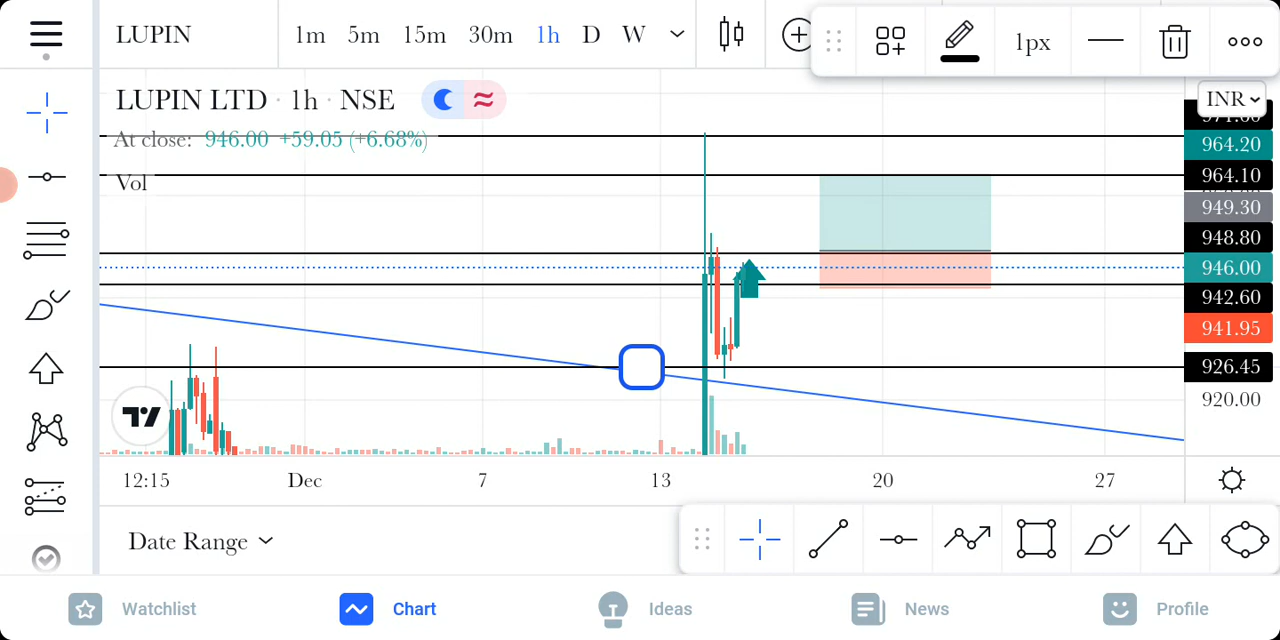 LUPIN
1m 5m 15m 30m 1h D W
1px
LUPIN LTD · 1h · NSE
INR
At close: 946.00 +59.05 (+6.68%)
Vol
971.00
964.20
964.10
949.30
948.80
946.00
942.60
941.95
926.45
920.00
12:15 Dec 7 13 20 27
Date Range
Watchlist Chart Ideas News Profile